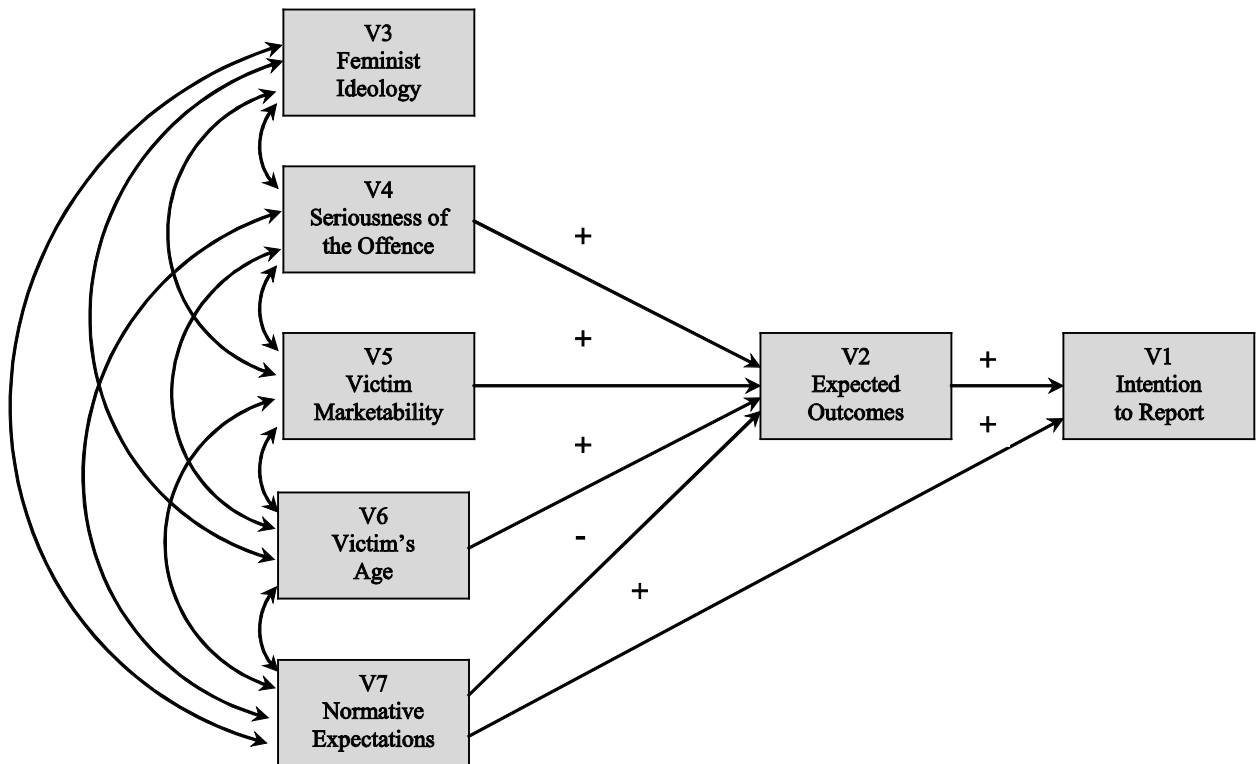 V3
Feminist
Ideology
V4
Seriousness of
the Offence
+
+
V5
Victim
Marketability
V2
Expected
Outcomes
+
+
V1
Intention
to Report
+
V6
Victim’s
Age
-
+
V7
Normative
Expectations